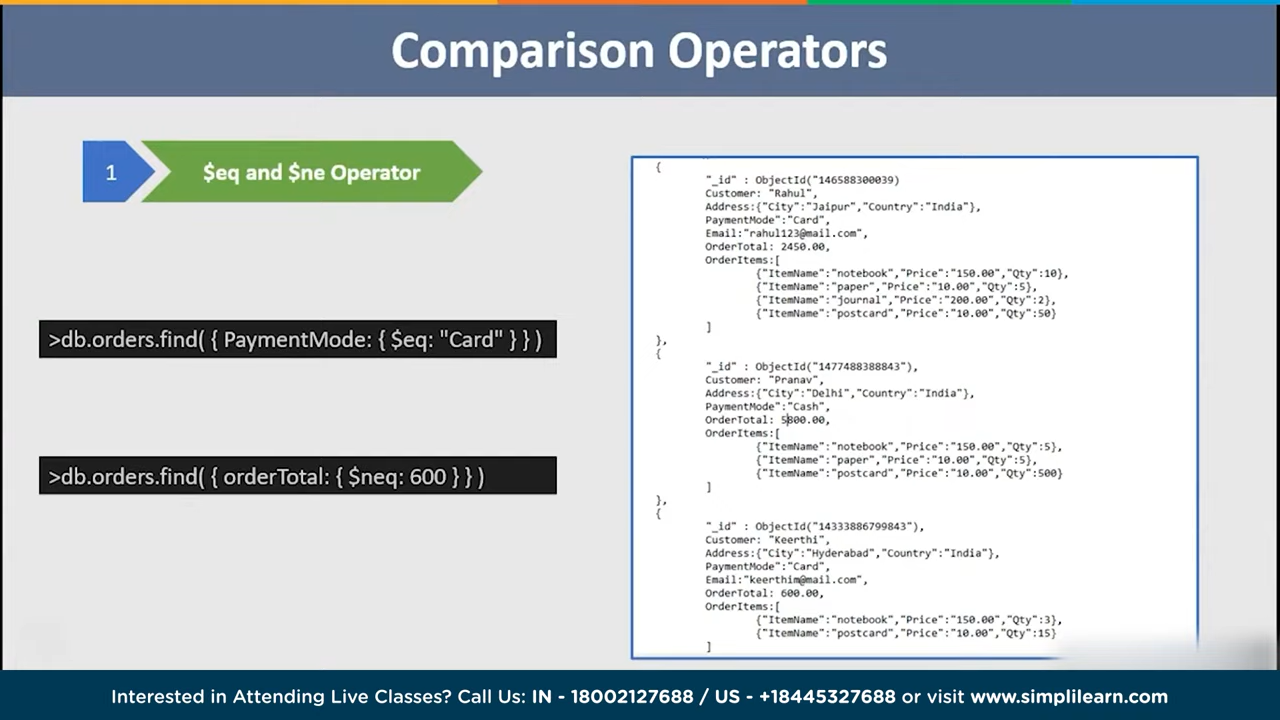 Comparison Operators
1
$eq and $ne Operator
>db.orders.find( { PaymentMode: { $eq: "Card" } } )
>db.orders.find( { orderTotal: { $neq: 600 } } )
{
"_id" : ObjectId("146588300039)
Customer: "Rahul",
Address:{"City":"Jaipur","Country":"India"},
PaymentMode":"Card",
Email:"rahul123@mail.com",
OrderTotal: 2450.00,
OrderItems:[
{"ItemName":"notebook","Price":"150.00","Qty":10},
{"ItemName":"paper","Price":"10.00","Qty":5},
{"ItemName":"journal","Price":"200.00","Qty":2},
{"ItemName":"postcard","Price":"10.00","Qty":50}
]
},
{
"_id" : ObjectId("1477488388843"),
Customer: "Pranav",
Address:{"City":"Delhi","Country":"India"},
PaymentMode":"Cash",
OrderTotal: 5800.00,
OrderItems:[
{"ItemName":"notebook","Price":"150.00","Qty":5},
{"ItemName":"paper","Price":"10.00","Qty":5},
{"ItemName":"postcard","Price":"10.00","Qty":500}
]
},
{
"_id" : ObjectId("14333886799843"),
Customer: "Keerthi",
Address:{"City":"Hyderabad","Country":"India"},
PaymentMode":"Card",
Email:"keerthim@mail.com",
OrderTotal: 600.00,
OrderItems:[
{"ItemName":"notebook","Price":"150.00","Qty":3},
{"ItemName":"postcard","Price":"10.00","Qty":15}
]
Interested in Attending Live Classes? Call Us: IN - 18002127688 / US - +18445327688 or visit www.simplilearn.com